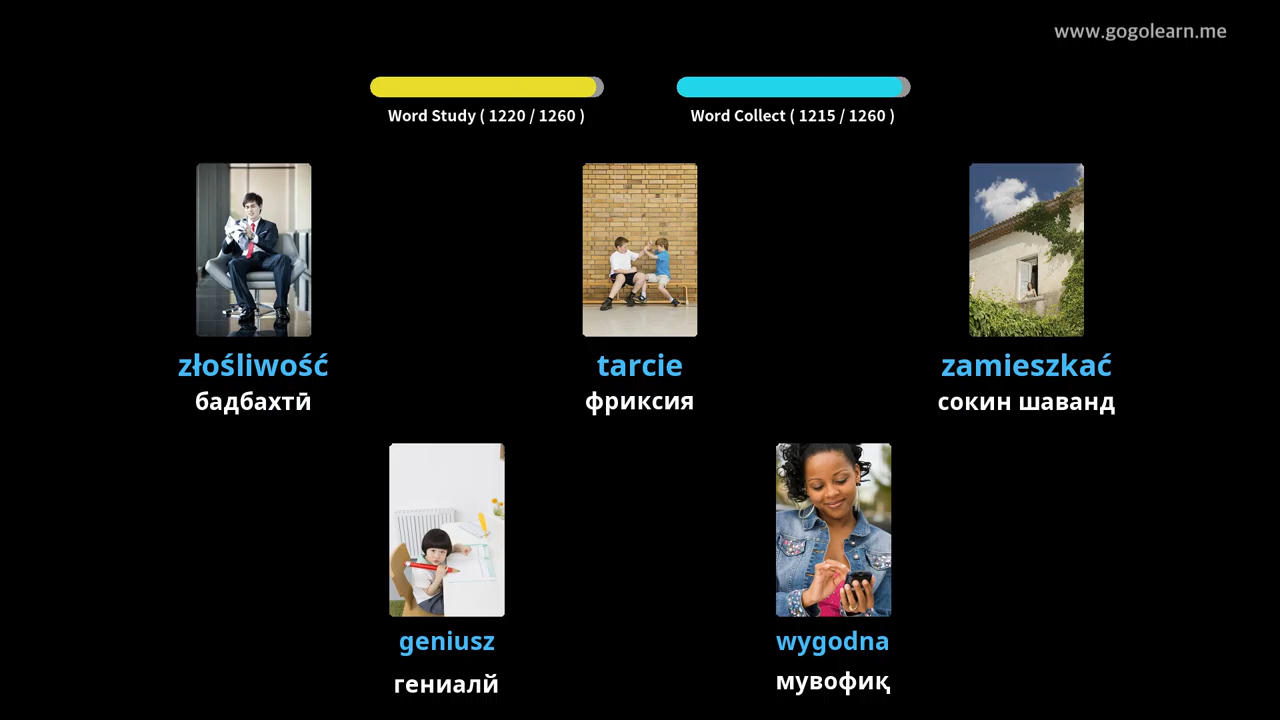 www.gogolearn.me
Word Study ( 1220 / 1260 )
Word Collect ( 1215 / 1260 )
złośliwość
бадбахтӣ
tarcie
фриксия
zamieszkać
сокин шаванд
geniusz
гениалй
wygodna
мувофиқ